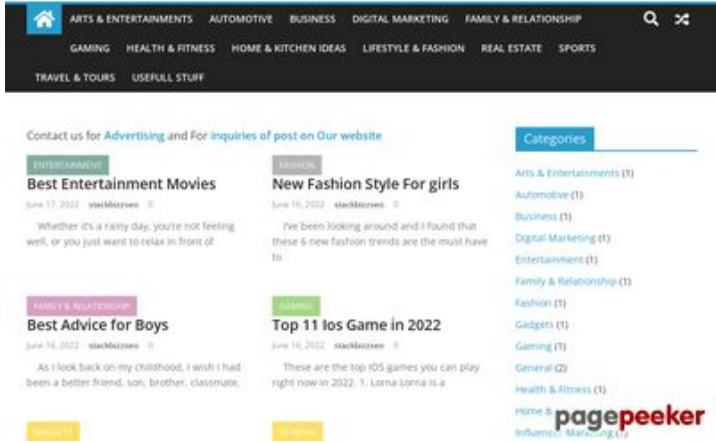 ARTS & ENTERTAINMENTS AUTOMOTIVE BUSINESS DIGITAL MARKETING FAMILY & RELATIONSHIP
GAMING HEALTH & FITNESS HOME & KITCHEN IDEAS LIFESTYLE & FASHION REAL ESTATE SPORTS
TRAVEL & TOURS USEFULL STUFF
Contact us for Advertising and For inquiries of post on Our website
ENTERTAINMENT
Best Entertainment Movies
June 17, 2022 stackbizzseo 0
Whether it's a rainy day, you're not feeling
well, or you just want to relax in front of
FASHION
New Fashion Style For girls
June 16, 2022 stackbizzseo 0
I've been looking around and I found that
these 6 new fashion trends are the must have
to
FAMILY & RELATIONSHIP
Best Advice for Boys
June 16, 2022 stackbizzseo 0
As I look back on my childhood, I wish I had
been a better friend, son, brother, classmate,
GAMING
Top 11 Ios Game in 2022
June 16, 2022 stackbizzseo 0
These are the top IOS games you can play
right now in 2022. 1. Lorna Lorna is a
GADGETS
GENERAL
Categories
Arts & Entertainments (1)
Automotive (1)
Business (1)
Digital Marketing (1)
Entertainment (1)
Family & Relationship (1)
Fashion (1)
Gadgets (1)
Gaming (1)
General (2)
Health & Fitness (1)
Home &
Influencer Marketing (1)
pagepeeker